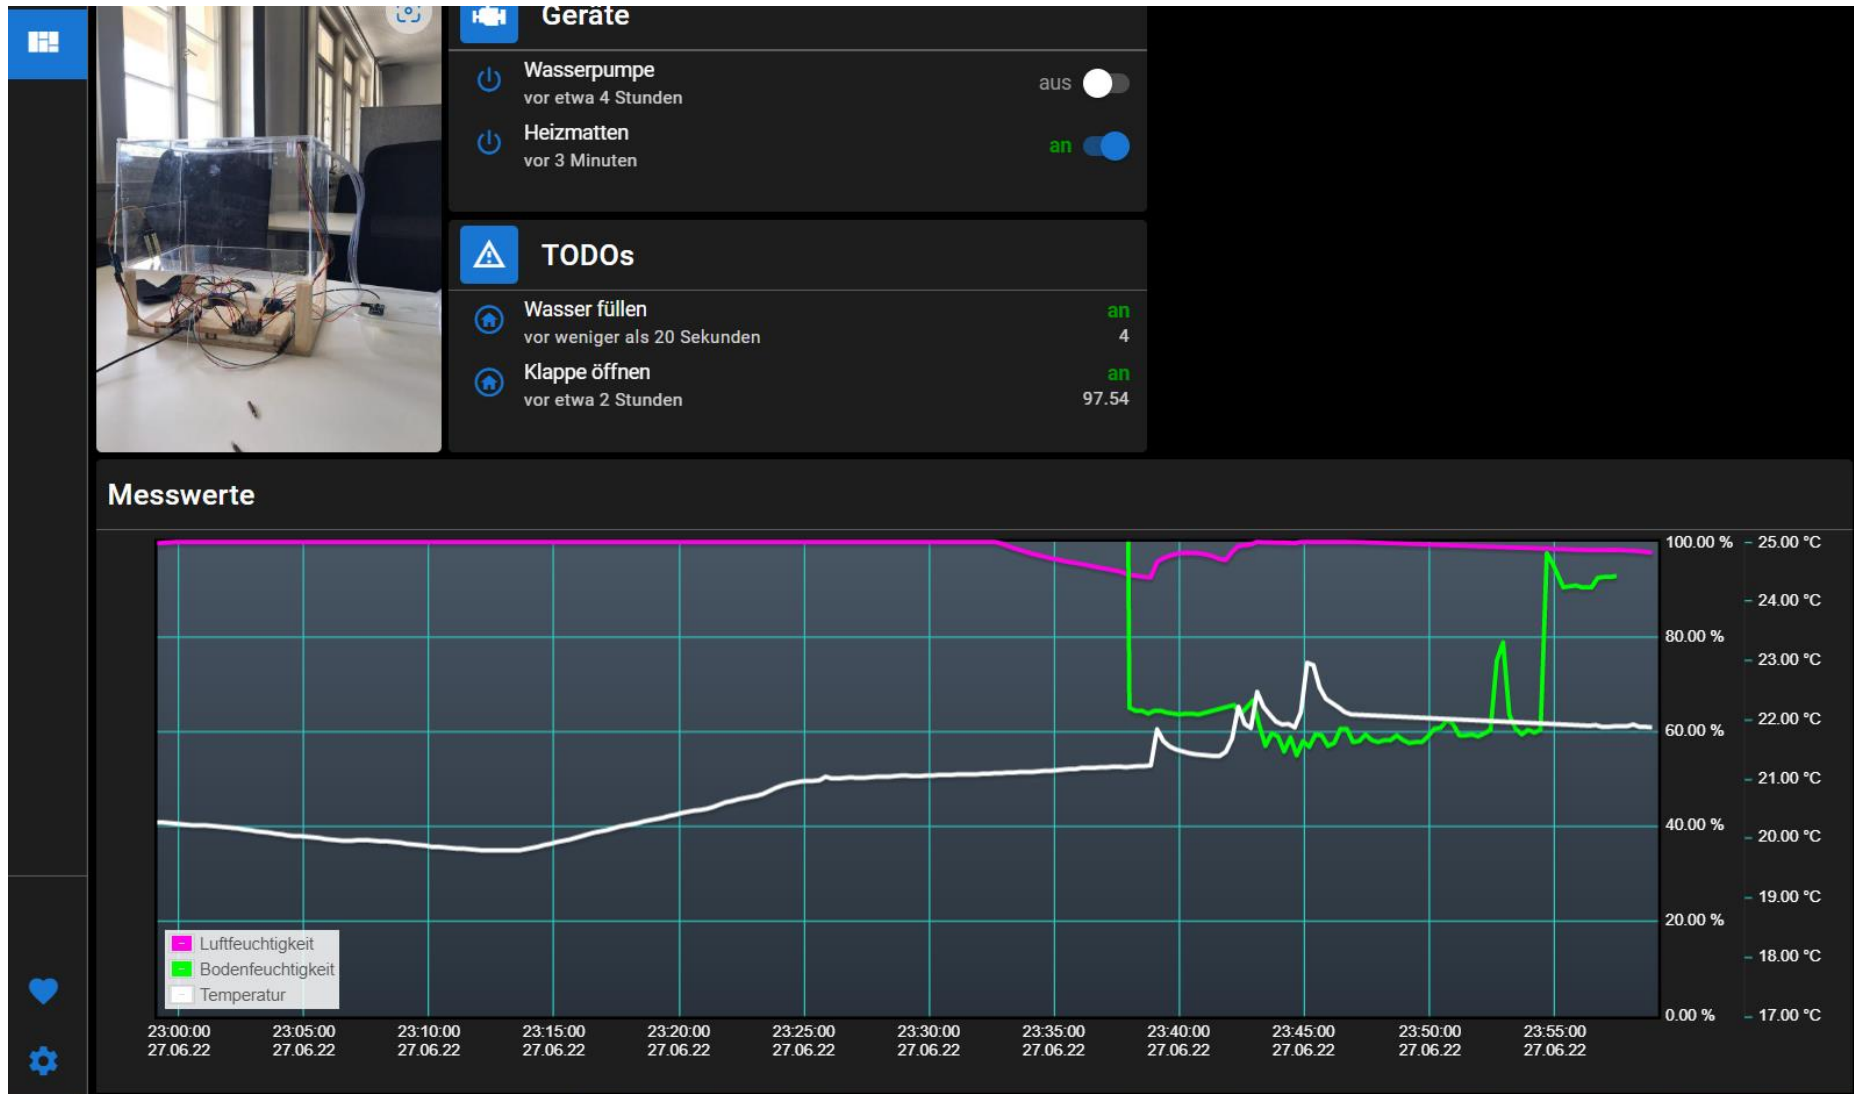 Geräte
Wasserpumpe
vor etwa 4 Stunden
aus
Heizmatten
vor 3 Minuten
an
TODOs
Wasser füllen
an
vor weniger als 20 Sekunden
4
Klappe öffnen
an
vor etwa 2 Stunden
97.54
Messwerte
100.00 %
25.00 °C
24.00 °C
80.00 %
23.00 °C
60.00 %
22.00 °C
21.00 °C
40.00 %
20.00 °C
19.00 °C
20.00 %
18.00 °C
0.00 %
17.00 °C
Luftfeuchtigkeit
Bodenfeuchtigkeit
Temperatur
23:00:00 23:05:00 23:10:00 23:15:00 23:20:00 23:25:00 23:30:00 23:35:00 23:40:00 23:45:00 23:50:00 23:55:00
27.06.22 27.06.22 27.06.22 27.06.22 27.06.22 27.06.22 27.06.22 27.06.22 27.06.22 27.06.22 27.06.22 27.06.22